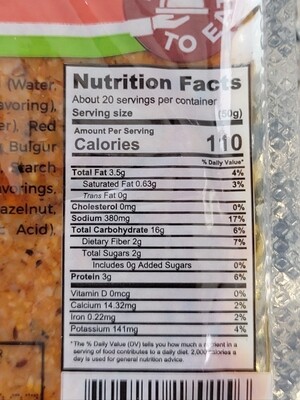 TO EAT
(Water,
voring),
er), Red
Bulgur
Starch
vorings,
azelnut,
Acid),
Nutrition Facts
About 20 servings per container
Serving size (50g)
Amount Per Serving
Calories 110
% Daily Value*
Total Fat 3.5g 4%
Saturated Fat 0.63g 3%
Trans Fat 0g
Cholesterol 0mg 0%
Sodium 380mg 17%
Total Carbohydrate 16g 6%
Dietary Fiber 2g 7%
Total Sugars 2g
Includes 0g Added Sugars 0%
Protein 3g 6%
Vitamin D 0mcg 0%
Calcium 14.32mg 2%
Iron 0.22mg 2%
Potassium 141mg 4%
*The % Daily Value (DV) tells you how much a nutrient in a
serving of food contributes to a daily diet. 2,000 calories a
day is used for general nutrition advice.